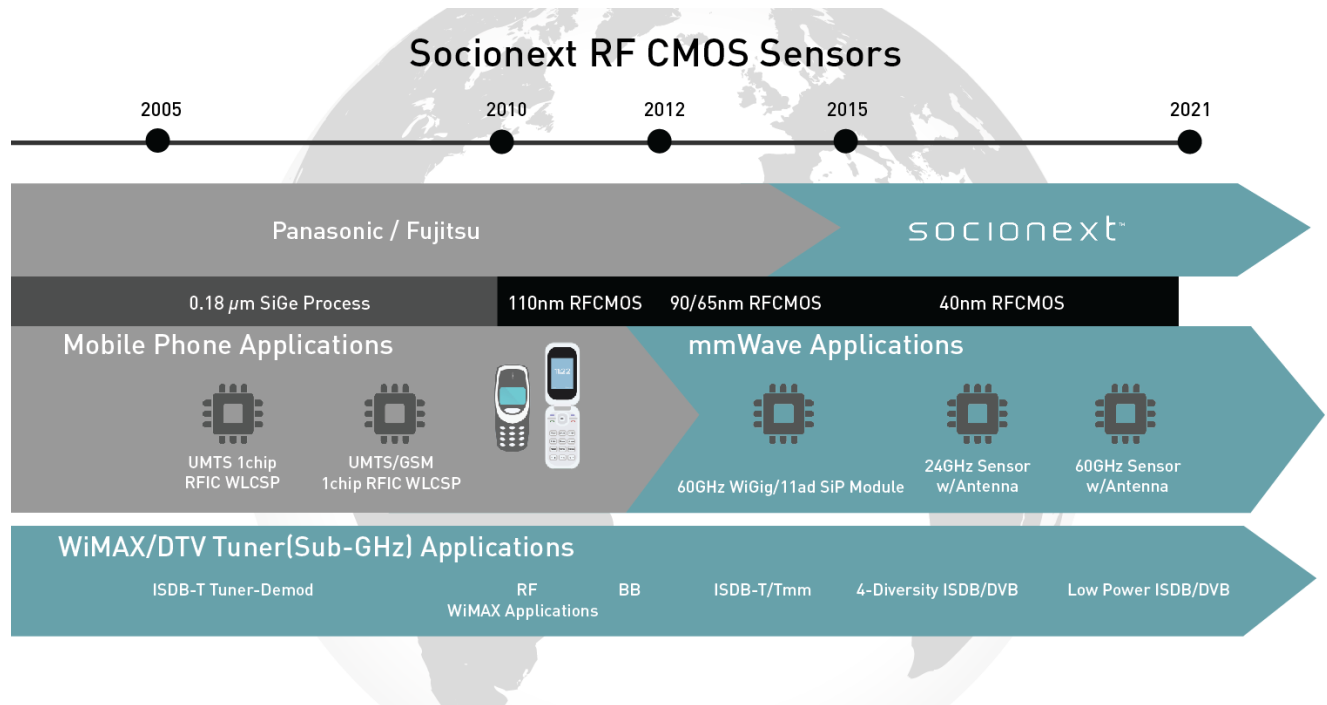 Socionext RF CMOS Sensors
2005 2010 2012 2015 2021
Panasonic / Fujitsu
socionext™
0.18 µm SiGe Process 110nm RFCMOS 90/65nm RFCMOS 40nm RFCMOS
Mobile Phone Applications
UMTS 1chip
RFIC WLCSP
UMTS/GSM
1chip RFIC WLCSP
mmWave Applications
60GHz WiGig/11ad SiP Module
24GHz Sensor
w/Antenna
60GHz Sensor
w/Antenna
WiMAX/DTV Tuner(Sub-GHz) Applications
ISDB-T Tuner-Demod
RF BB
WiMAX Applications
ISDB-T/Tmm
4-Diversity ISDB/DVB
Low Power ISDB/DVB